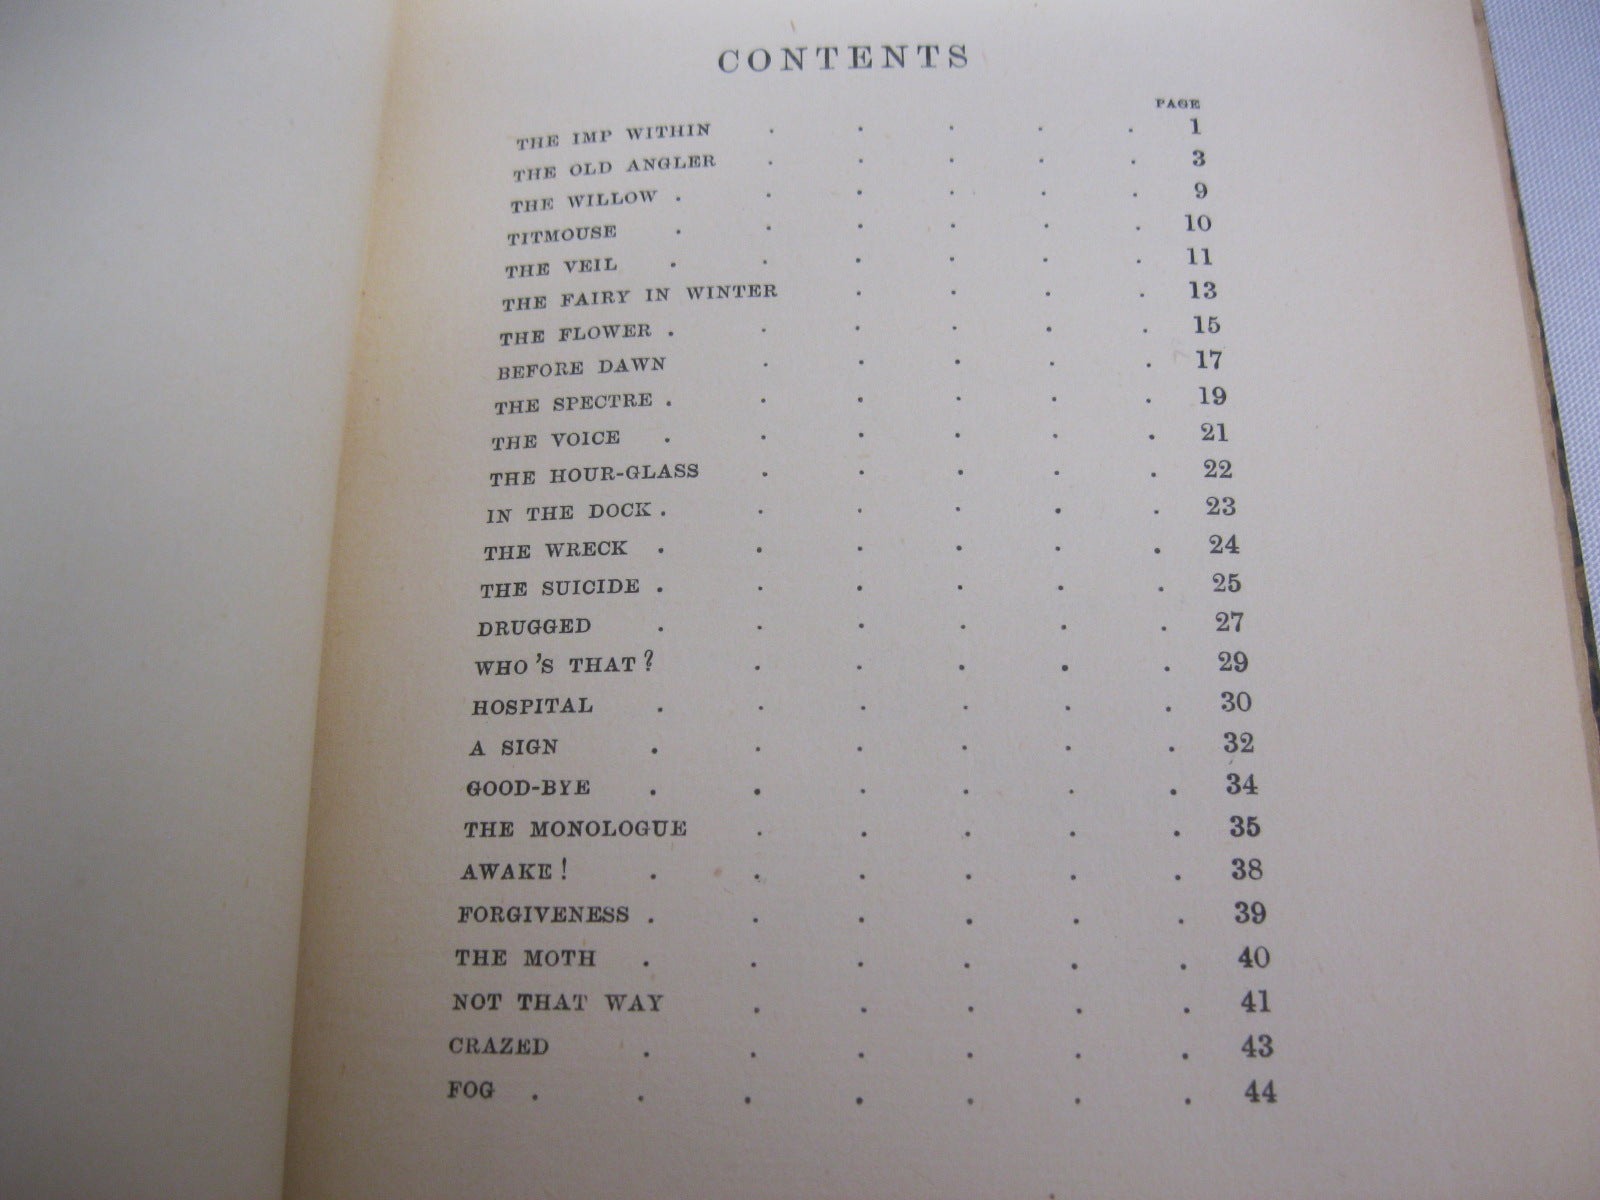 CONTENTS
PAGE
THE IMP WITHIN . . . . . 1
THE OLD ANGLER . . . . . 3
THE WILLOW . . . . . . 9
TITMOUSE . . . . . . 10
THE VEIL . . . . . . 11
THE FAIRY IN WINTER . . . . 13
THE FLOWER . . . . . . 15
BEFORE DAWN . . . . . 17
THE SPECTRE . . . . . . 19
THE VOICE . . . . . . 21
THE HOUR-GLASS . . . . . 22
IN THE DOCK . . . . . . 23
THE WRECK . . . . . . 24
THE SUICIDE . . . . . . 25
DRUGGED . . . . . . 27
WHO'S THAT? . . . . . 29
HOSPITAL . . . . . . 30
A SIGN . . . . . . 32
GOOD-BYE . . . . . . 34
THE MONOLOGUE . . . . . 35
AWAKE! . . . . . . 38
FORGIVENESS . . . . . . 39
THE MOTH . . . . . . 40
NOT THAT WAY . . . . . 41
CRAZED . . . . . . 43
FOG . . . . . . . 44